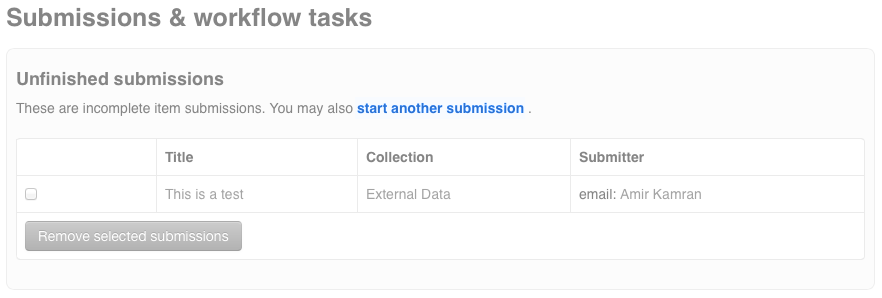 Submissions & workflow tasks
Unfinished submissions
These are incomplete item submissions. You may also start another submission .
Title Collection Submitter
This is a test External Data email: Amir Kamran
Remove selected submissions